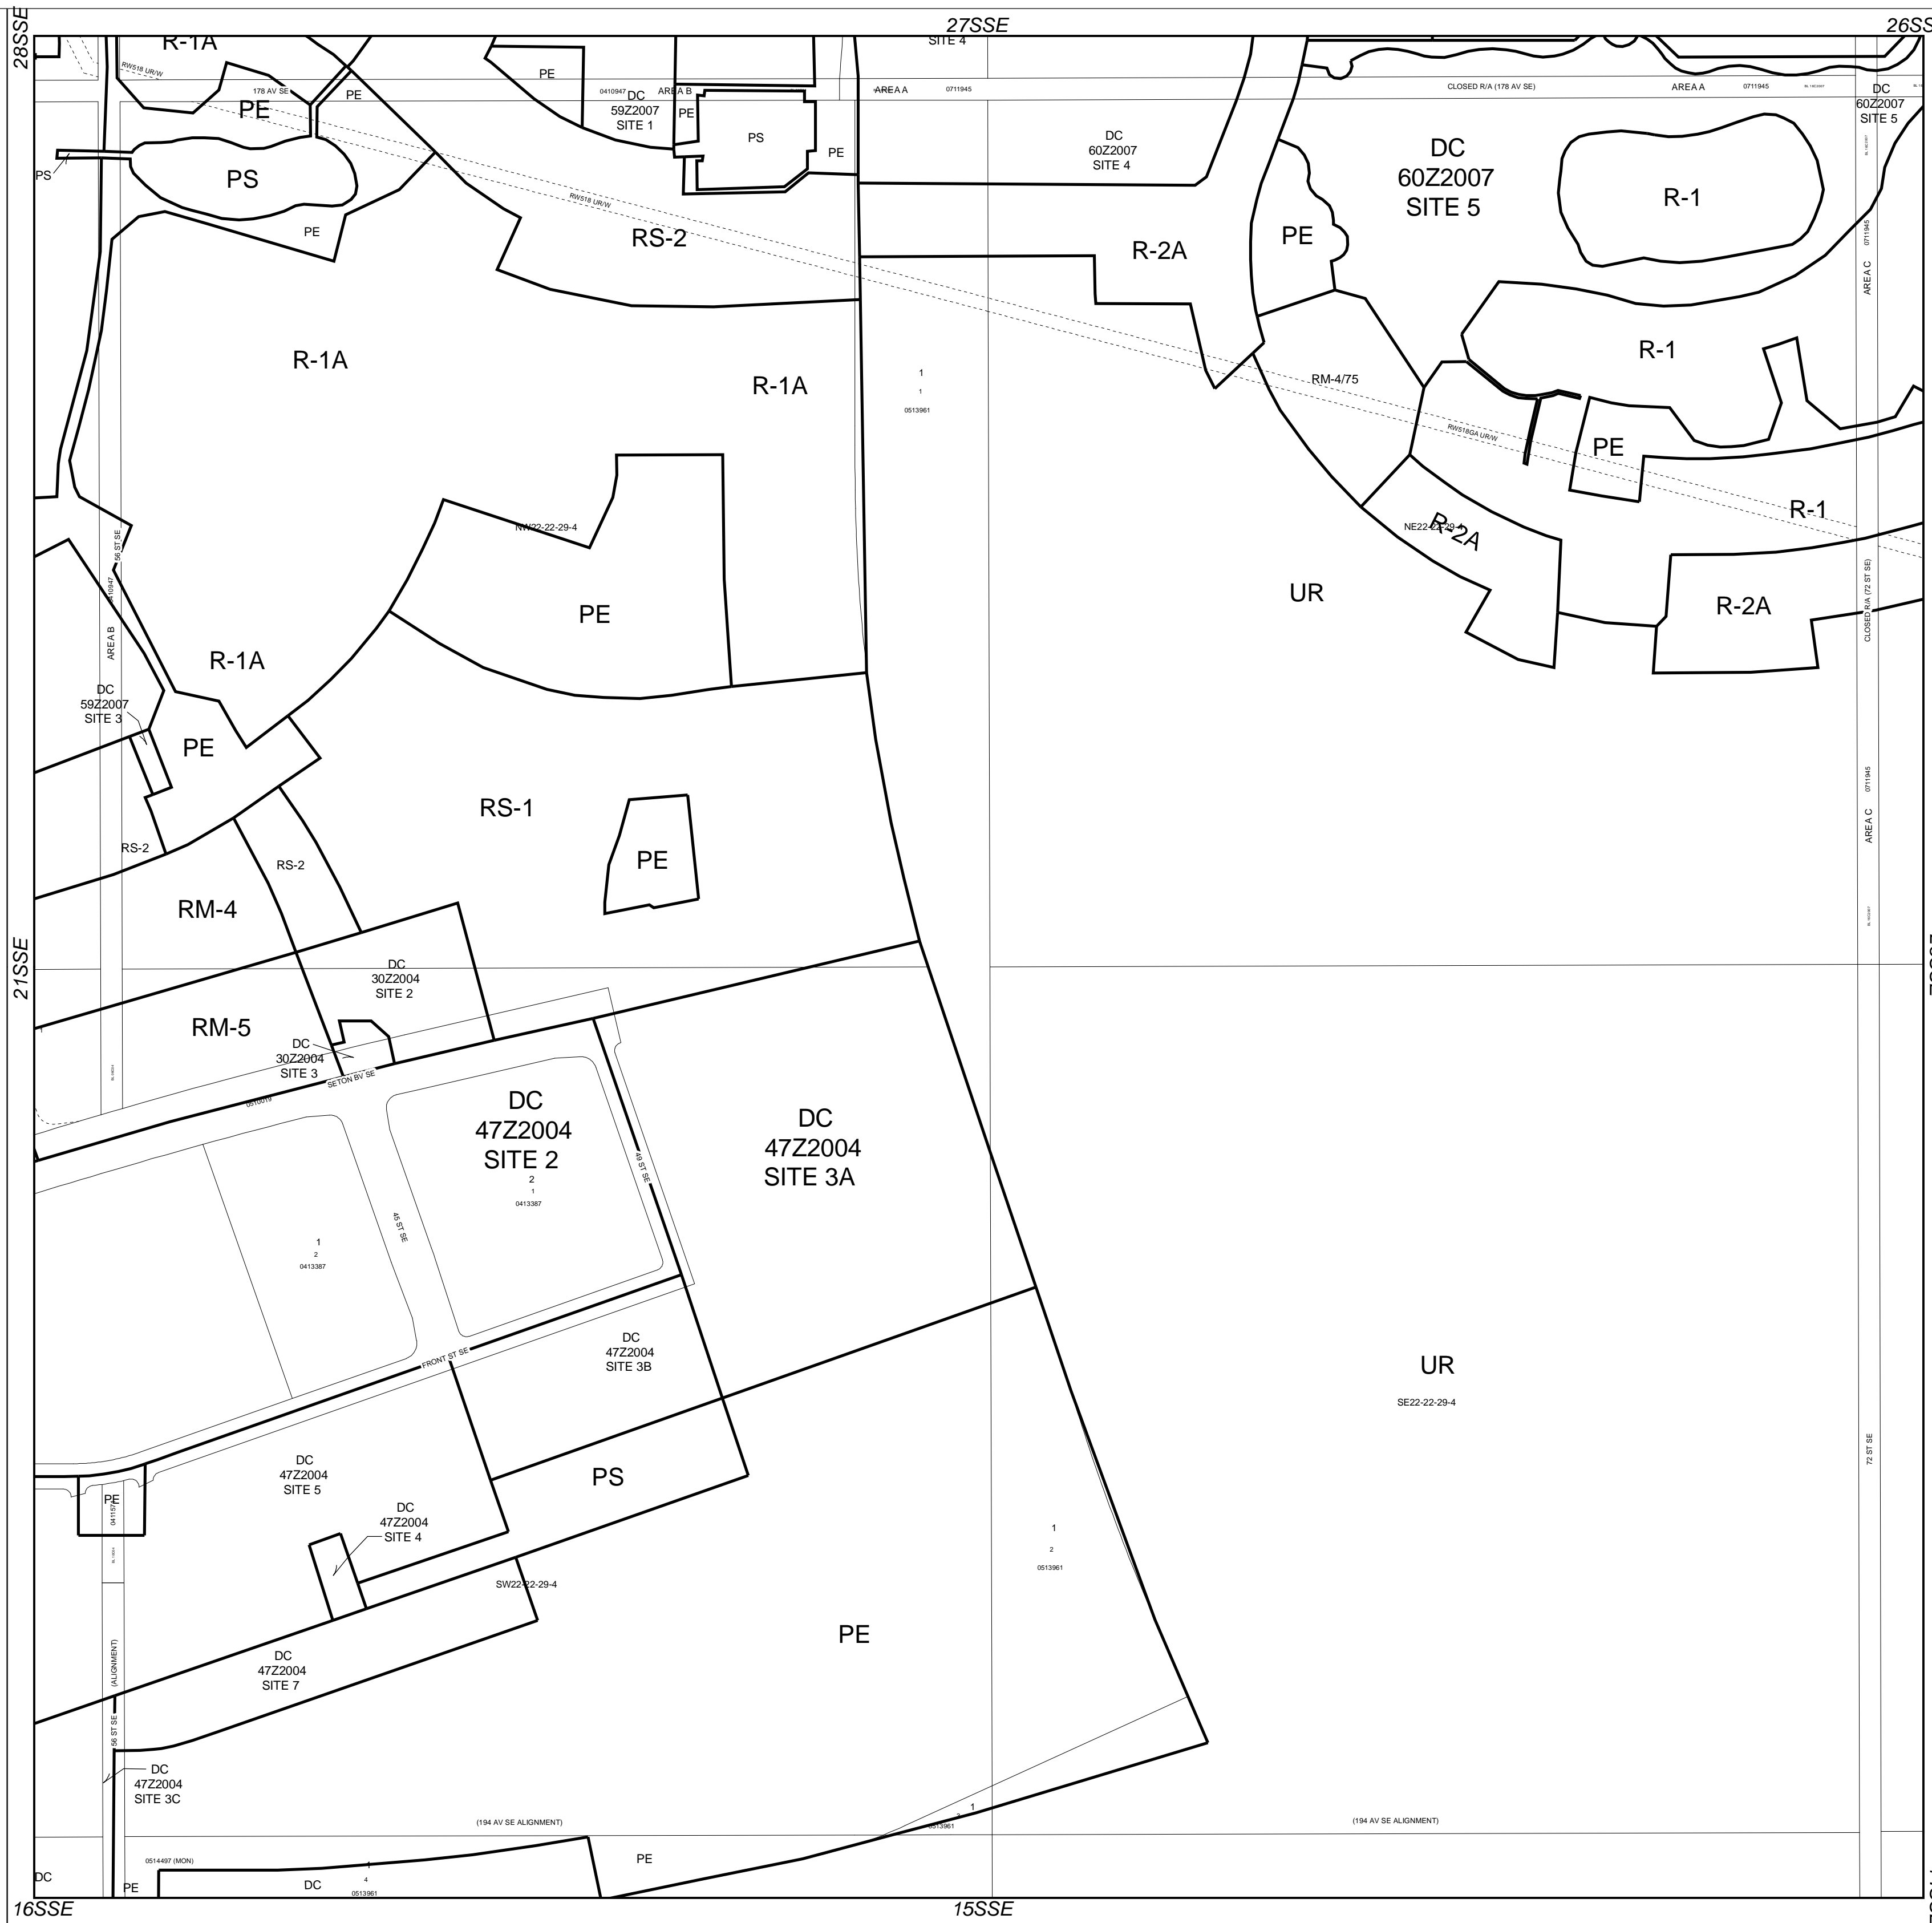 28SSE
27SSE
26SS
R-1A
SITE 4
RW518 UR/W
PE
178 AV SE
PE
PE
0410947
DC
59Z2007
SITE 1
AREA B
PE
PS
PE
AREA A
0711945
CLOSED R/A (178 AV SE)
AREA A
0711945
DC
60Z2007
SITE 5
PS
PS
PE
RW518 UR/W
RS-2
DC
60Z2007
SITE 4
R-2A
PE
DC
60Z2007
SITE 5
R-1
0711945
AREA C
R-1A
R-1A
1
1
0513961
RM-4/75
R-1
RW518GA UR/W
PE
R-1
NW22-22-29-4
NE22-22-29-4
R-2A
56 ST SE
0410947
AREA B
PE
UR
R-2A
CLOSED R/A (72 ST SE)
R-1A
DC
59Z2007
SITE 3
PE
RS-1
PE
0711945
AREA C
RS-2
RS-2
RM-4
21SSE
DC
30Z2004
SITE 2
RM-5
DC
30Z2004
SITE 3
SETON BV SE
0510019
DC
47Z2004
SITE 2
2
1
0413387
49 ST SE
DC
47Z2004
SITE 3A
45 ST SE
1
2
0413387
FRONT ST SE
DC
47Z2004
SITE 3B
UR
SE22-22-29-4
72 ST SE
DC
47Z2004
SITE 5
PS
PE
DC
47Z2004
SITE 4
1
2
0513961
SW22-22-29-4
PE
(ALIGNMENT)
56 ST SE
DC
47Z2004
SITE 7
DC
47Z2004
SITE 3C
1
3
0513961
(194 AV SE ALIGNMENT)
(194 AV SE ALIGNMENT)
0514497 (MON)
PE
DC
PE
DC
1
4
0513961
16SSE
15SSE